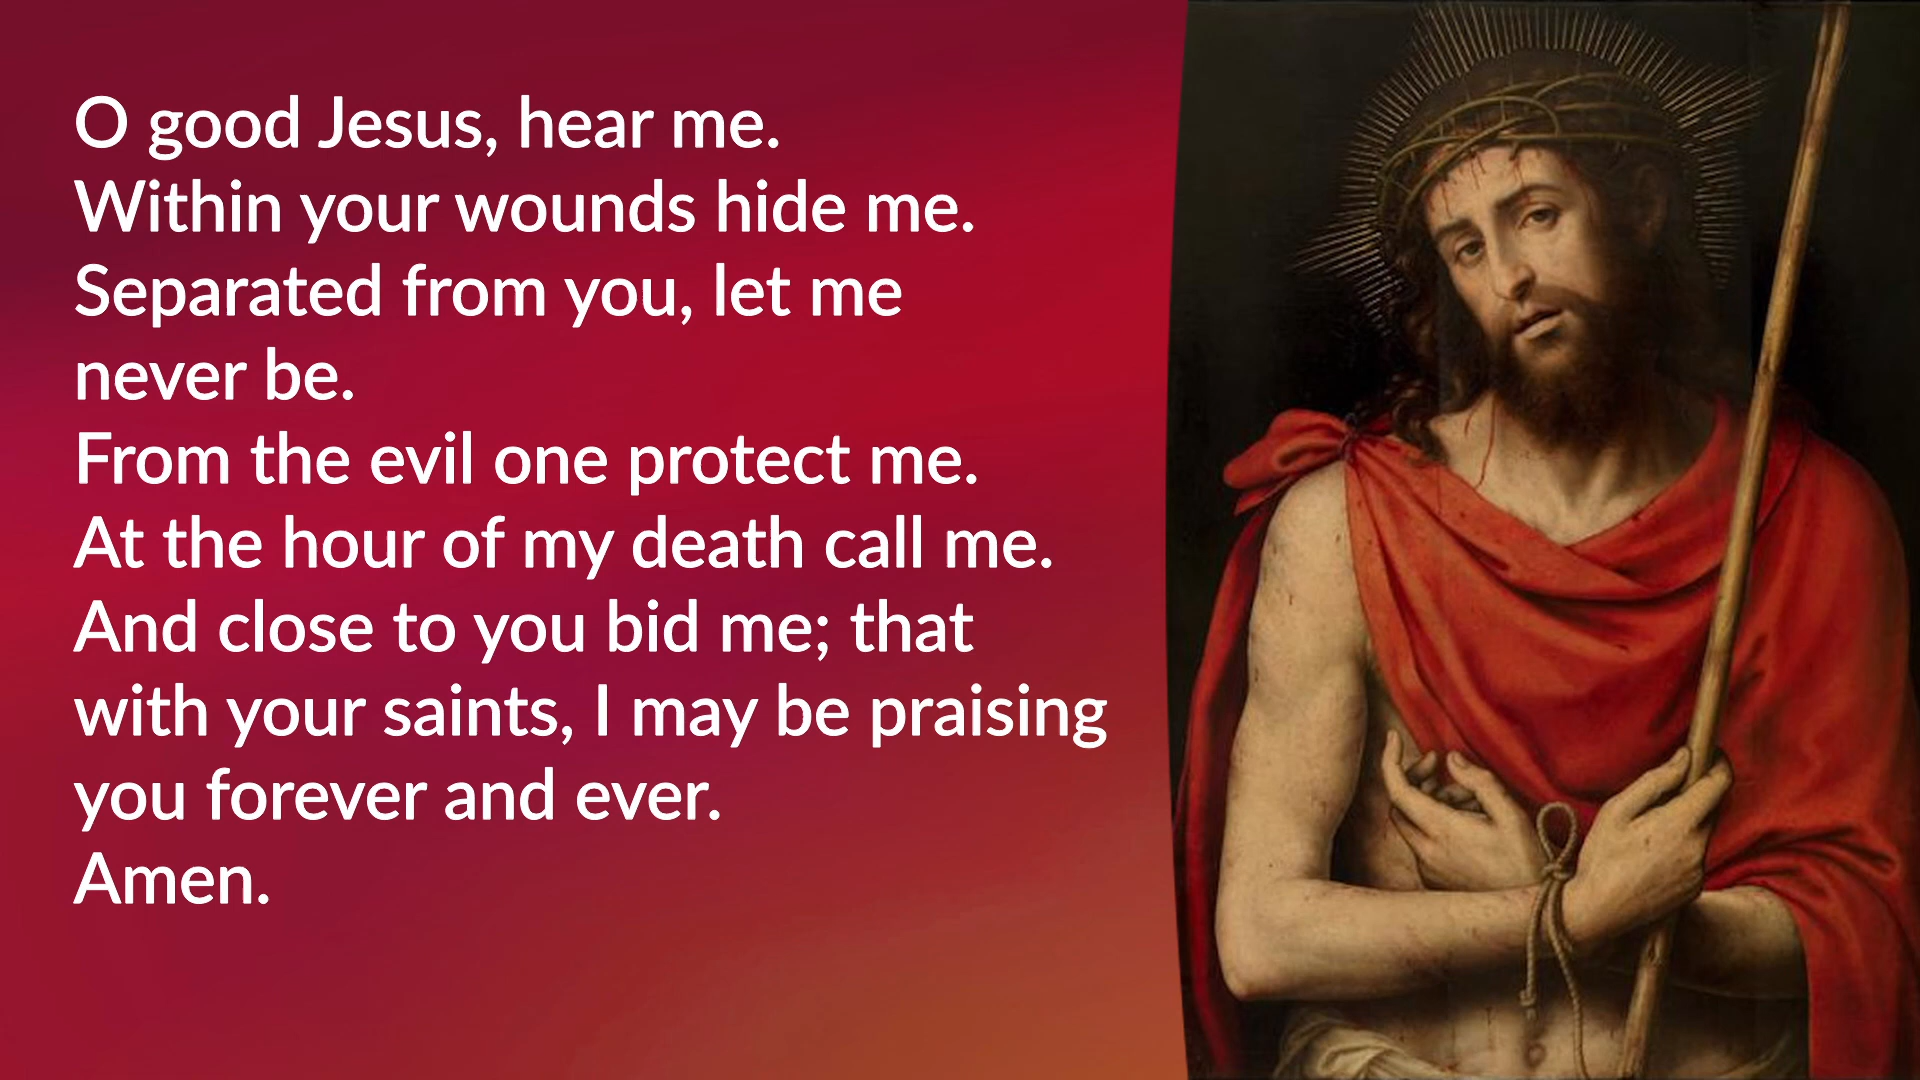 O good Jesus, hear me.
Within your wounds hide me.
Separated from you, let me
never be.
From the evil one protect me.
At the hour of my death call me.
And close to you bid me; that
with your saints, I may be praising
you forever and ever.
Amen.